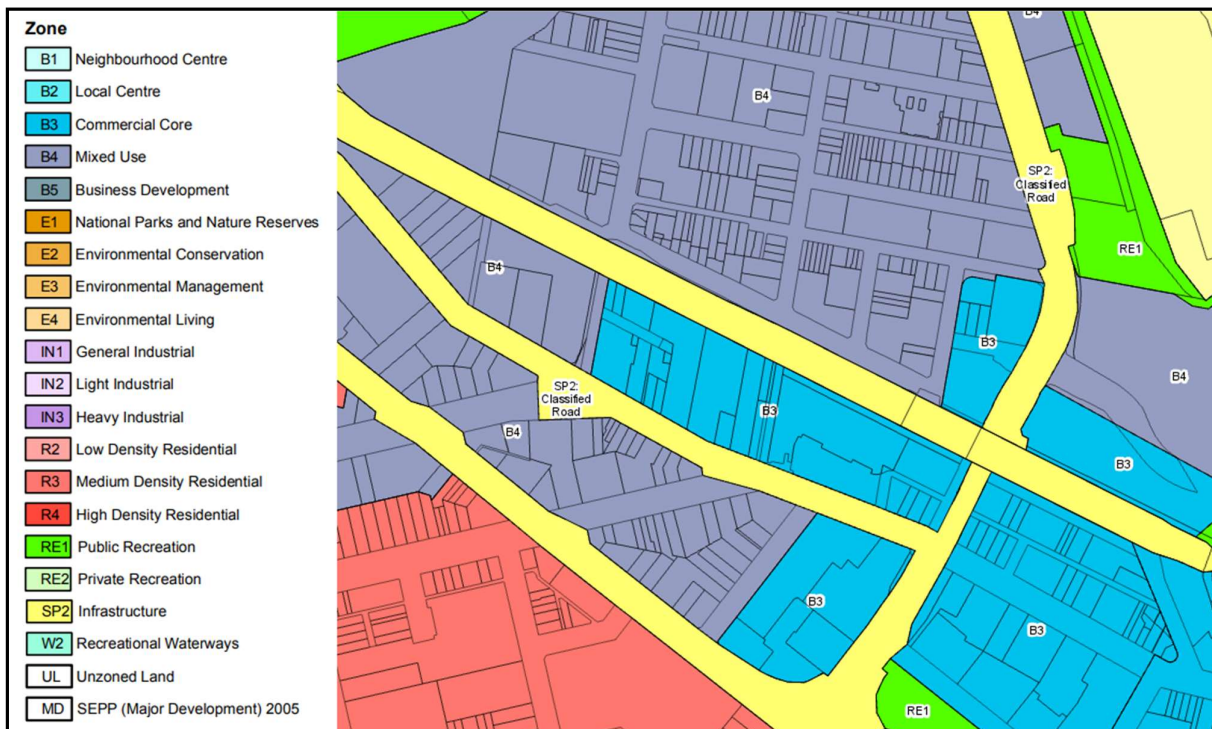 Zone
B1 Neighbourhood Centre
B2 Local Centre
B3 Commercial Core
B4 Mixed Use
B5 Business Development
E1 National Parks and Nature Reserves
E2 Environmental Conservation
E3 Environmental Management
E4 Environmental Living
IN1 General Industrial
IN2 Light Industrial
IN3 Heavy Industrial
R2 Low Density Residential
R3 Medium Density Residential
R4 High Density Residential
RE1 Public Recreation
RE2 Private Recreation
SP2 Infrastructure
W2 Recreational Waterways
UL Unzoned Land
MD SEPP (Major Development) 2005
B4
B4
SP2:
Classified
Road
RE1
B4
B3
B4
SP2:
Classified
Road
B3
B4
B3
B3
B3
RE1